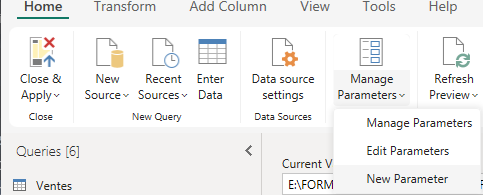 Home Transform Add Column View Tools Help
Close & Apply
New Source
Recent Sources
Enter Data
Data source settings
Manage Parameters
Refresh Preview
Close
New Query
Data Sources
Manage Parameters
Edit Parameters
New Parameter
Queries [6]
Ventes
Current V
E:\FORM